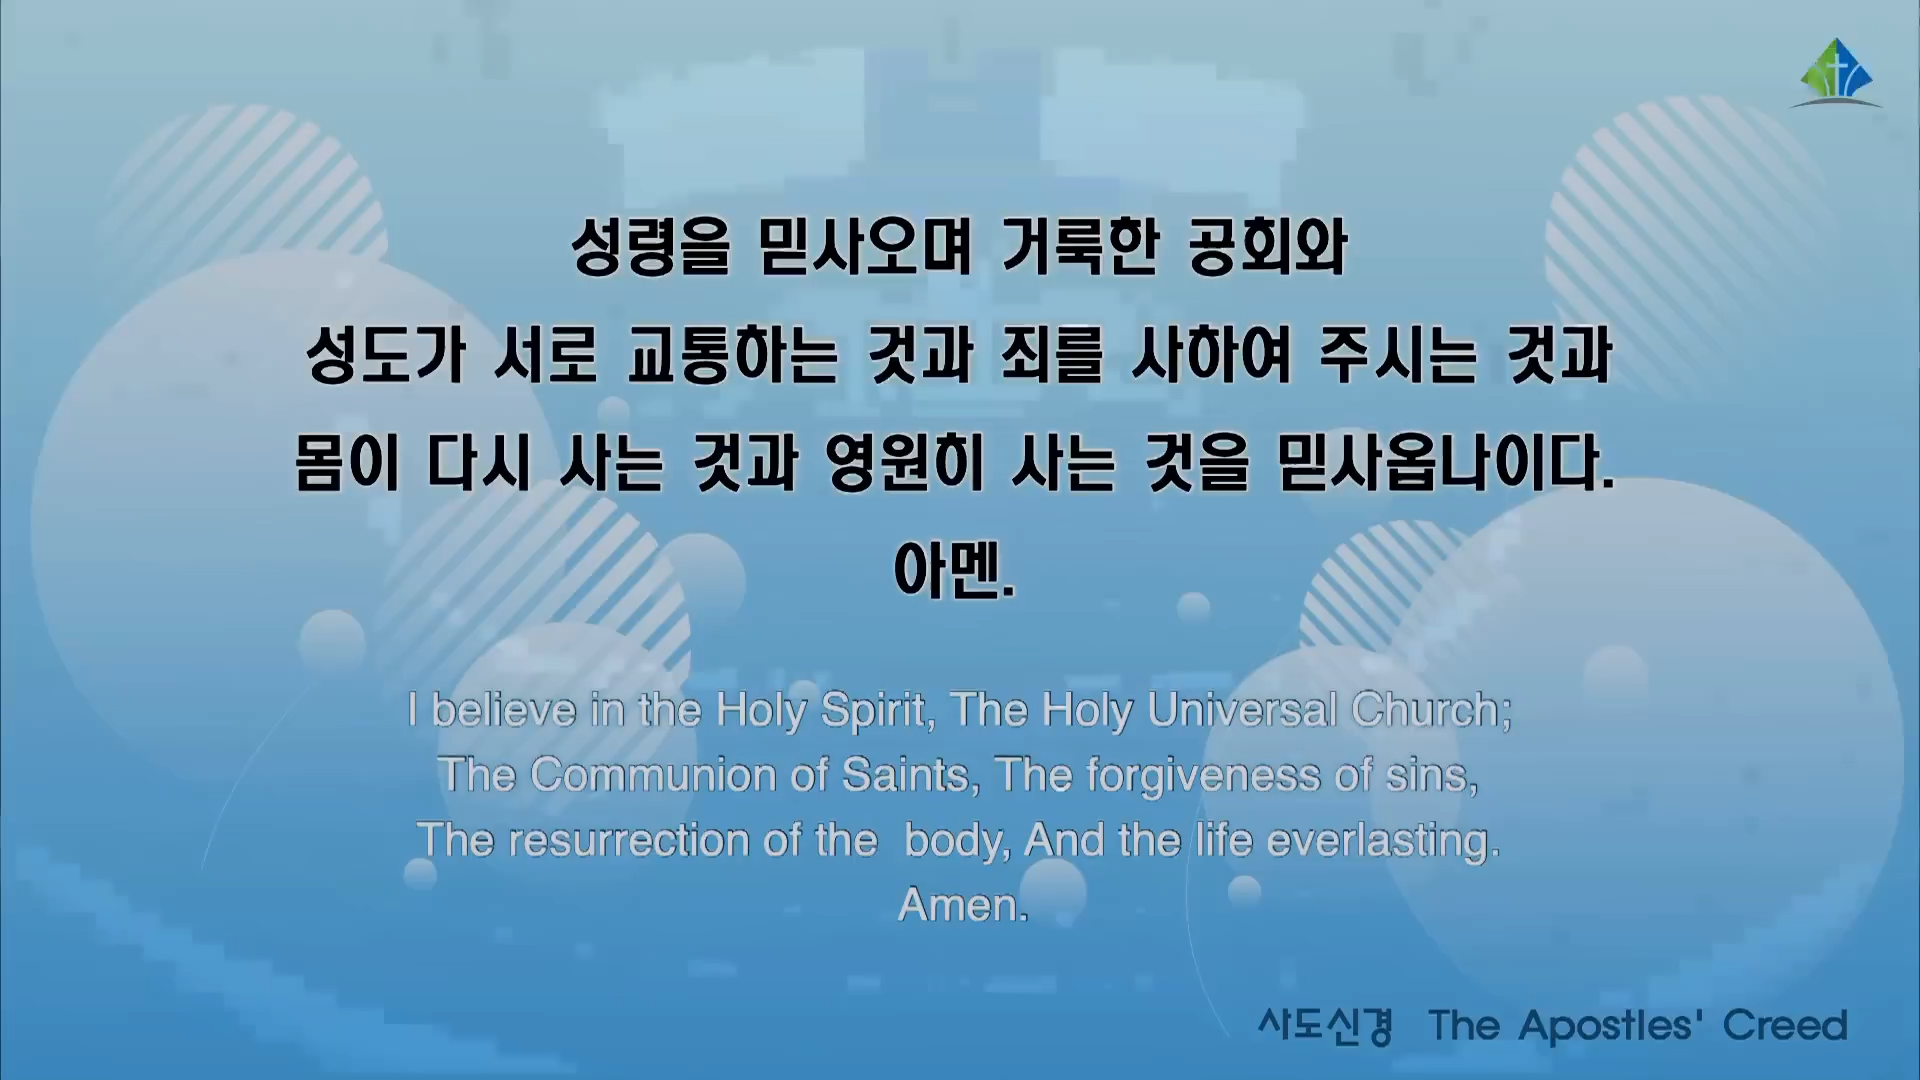 성령을 믿사오며 거룩한 공회와
성도가 서로 교통하는 것과 죄를 사하여 주시는 것과
몸이 다시 사는 것과 영원히 사는 것을 믿사옵나이다.
아멘.
I believe in the Holy Spirit, The Holy Universal Church;
The Communion of Saints, The forgiveness of sins,
The resurrection of the  body, And the life everlasting.
Amen.
사도신경 The Apostles' Creed